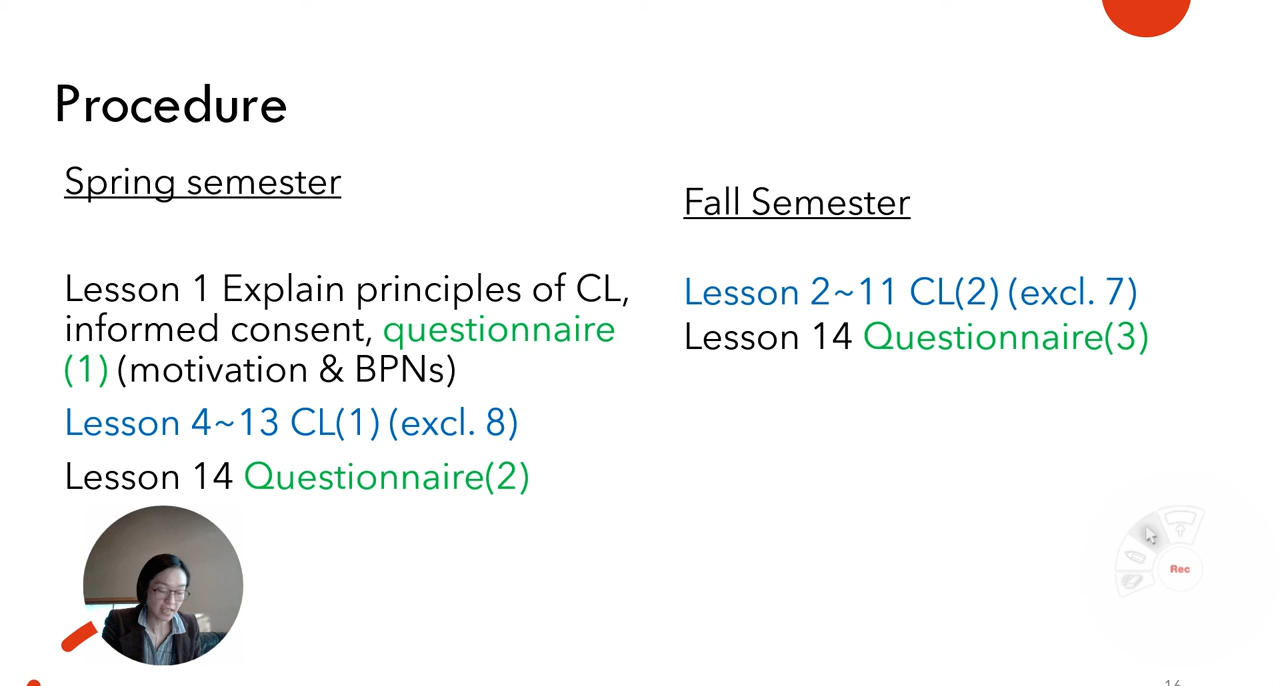 Procedure
Spring semester
Lesson 1 Explain principles of CL,
informed consent, questionnaire
(1) (motivation & BPNs)
Lesson 4~13 CL(1) (excl. 8)
Lesson 14 Questionnaire(2)
Fall Semester
Lesson 2~11 CL(2) (excl. 7)
Lesson 14 Questionnaire(3)
Rec